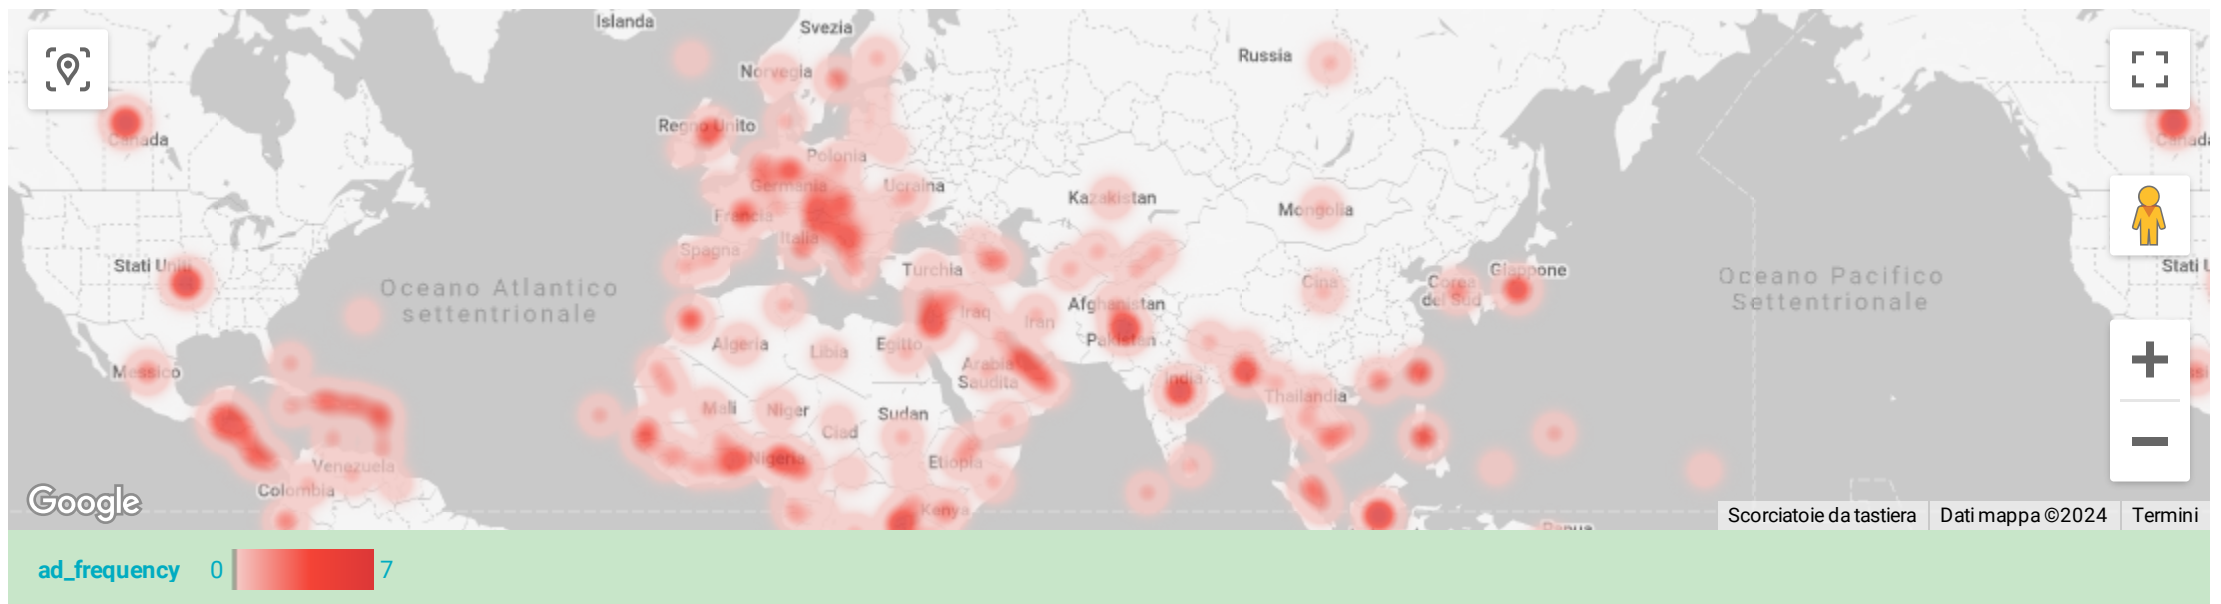 Islanda
Svezia
Russia
Norvegia
Canada
Regno Unito
Canada
Polonia
Germania
Ucraina
Kazakistan
Mongolia
Francia
Italia
Spagna
Stati Uniti
Turchia
Stati U
Oceano Atlantico
settentrionale
Cina
Corea
del Sud
Giappone
Oceano Pacifico
Settentrionale
Afghanistan
Iraq
Iran
Pakistan
Algeria
Libia
Egitto
Messico
Arabia
Saudita
India
Thailandia
Mali
Niger
Sudan
Ciad
Venezuela
Nigeria
Etiopia
Colombia
Google
Kenya
Papua
Scorciatoie da tastiera
Dati mappa ©2024
Termini
ad_frequency 0 7